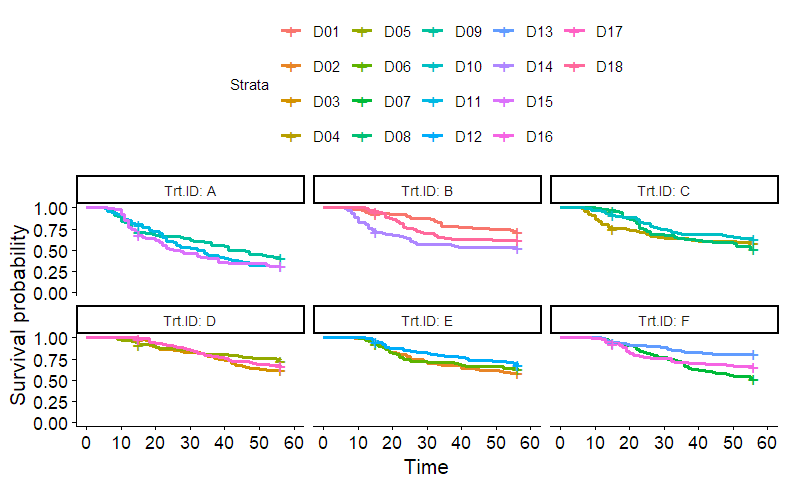 D01 D05 D09 D13 D17
D02 D06 D10 D14 D18
Strata
D03 D07 D11 D15
D04 D08 D12 D16
Trt.ID: A Trt.ID: B Trt.ID: C
1.00
0.75
0.50
0.25
0.00
Trt.ID: D Trt.ID: E Trt.ID: F
1.00
0.75
0.50
0.25
0.00
Survival probability
0 10 20 30 40 50 60 0 10 20 30 40 50 60 0 10 20 30 40 50 60
Time